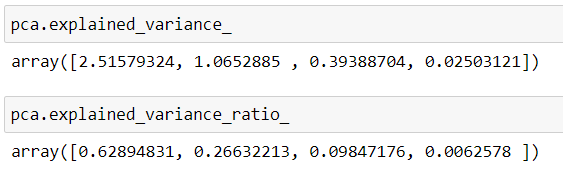 pca.explained_variance_
array([2.51579324, 1.0652885 , 0.39388704, 0.02503121])
pca.explained_variance_ratio_
array([0.62894831, 0.26632213, 0.09847176, 0.0062578 ])